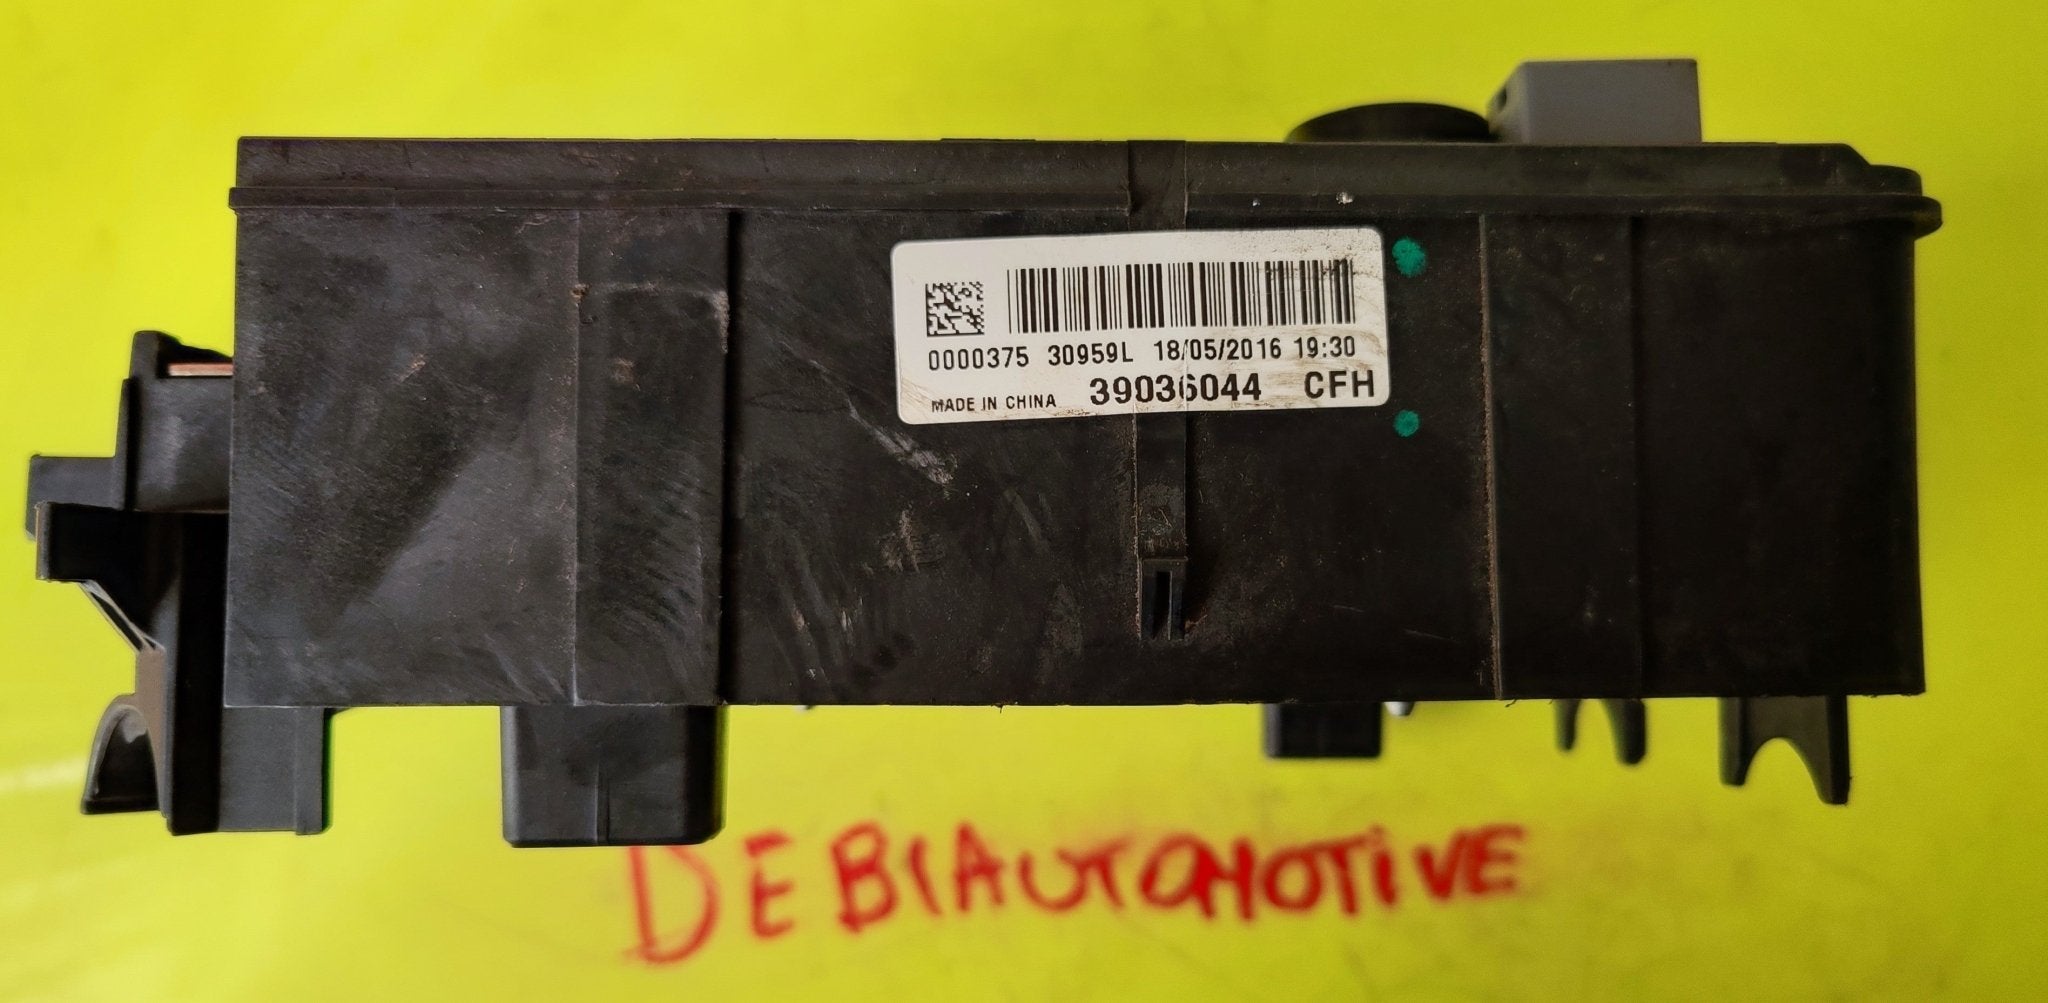 0000375 30959L 18/05/2016 19:30
MADE IN CHINA 39036044 CFH
DEBIAUTOMOTiVE